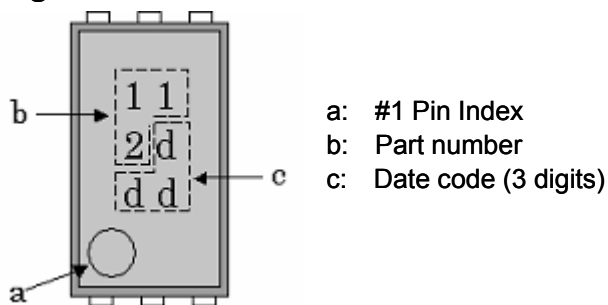 1 1
2 d
d d
b
c
a
a: #1 Pin Index
b: Part number
c: Date code (3 digits)